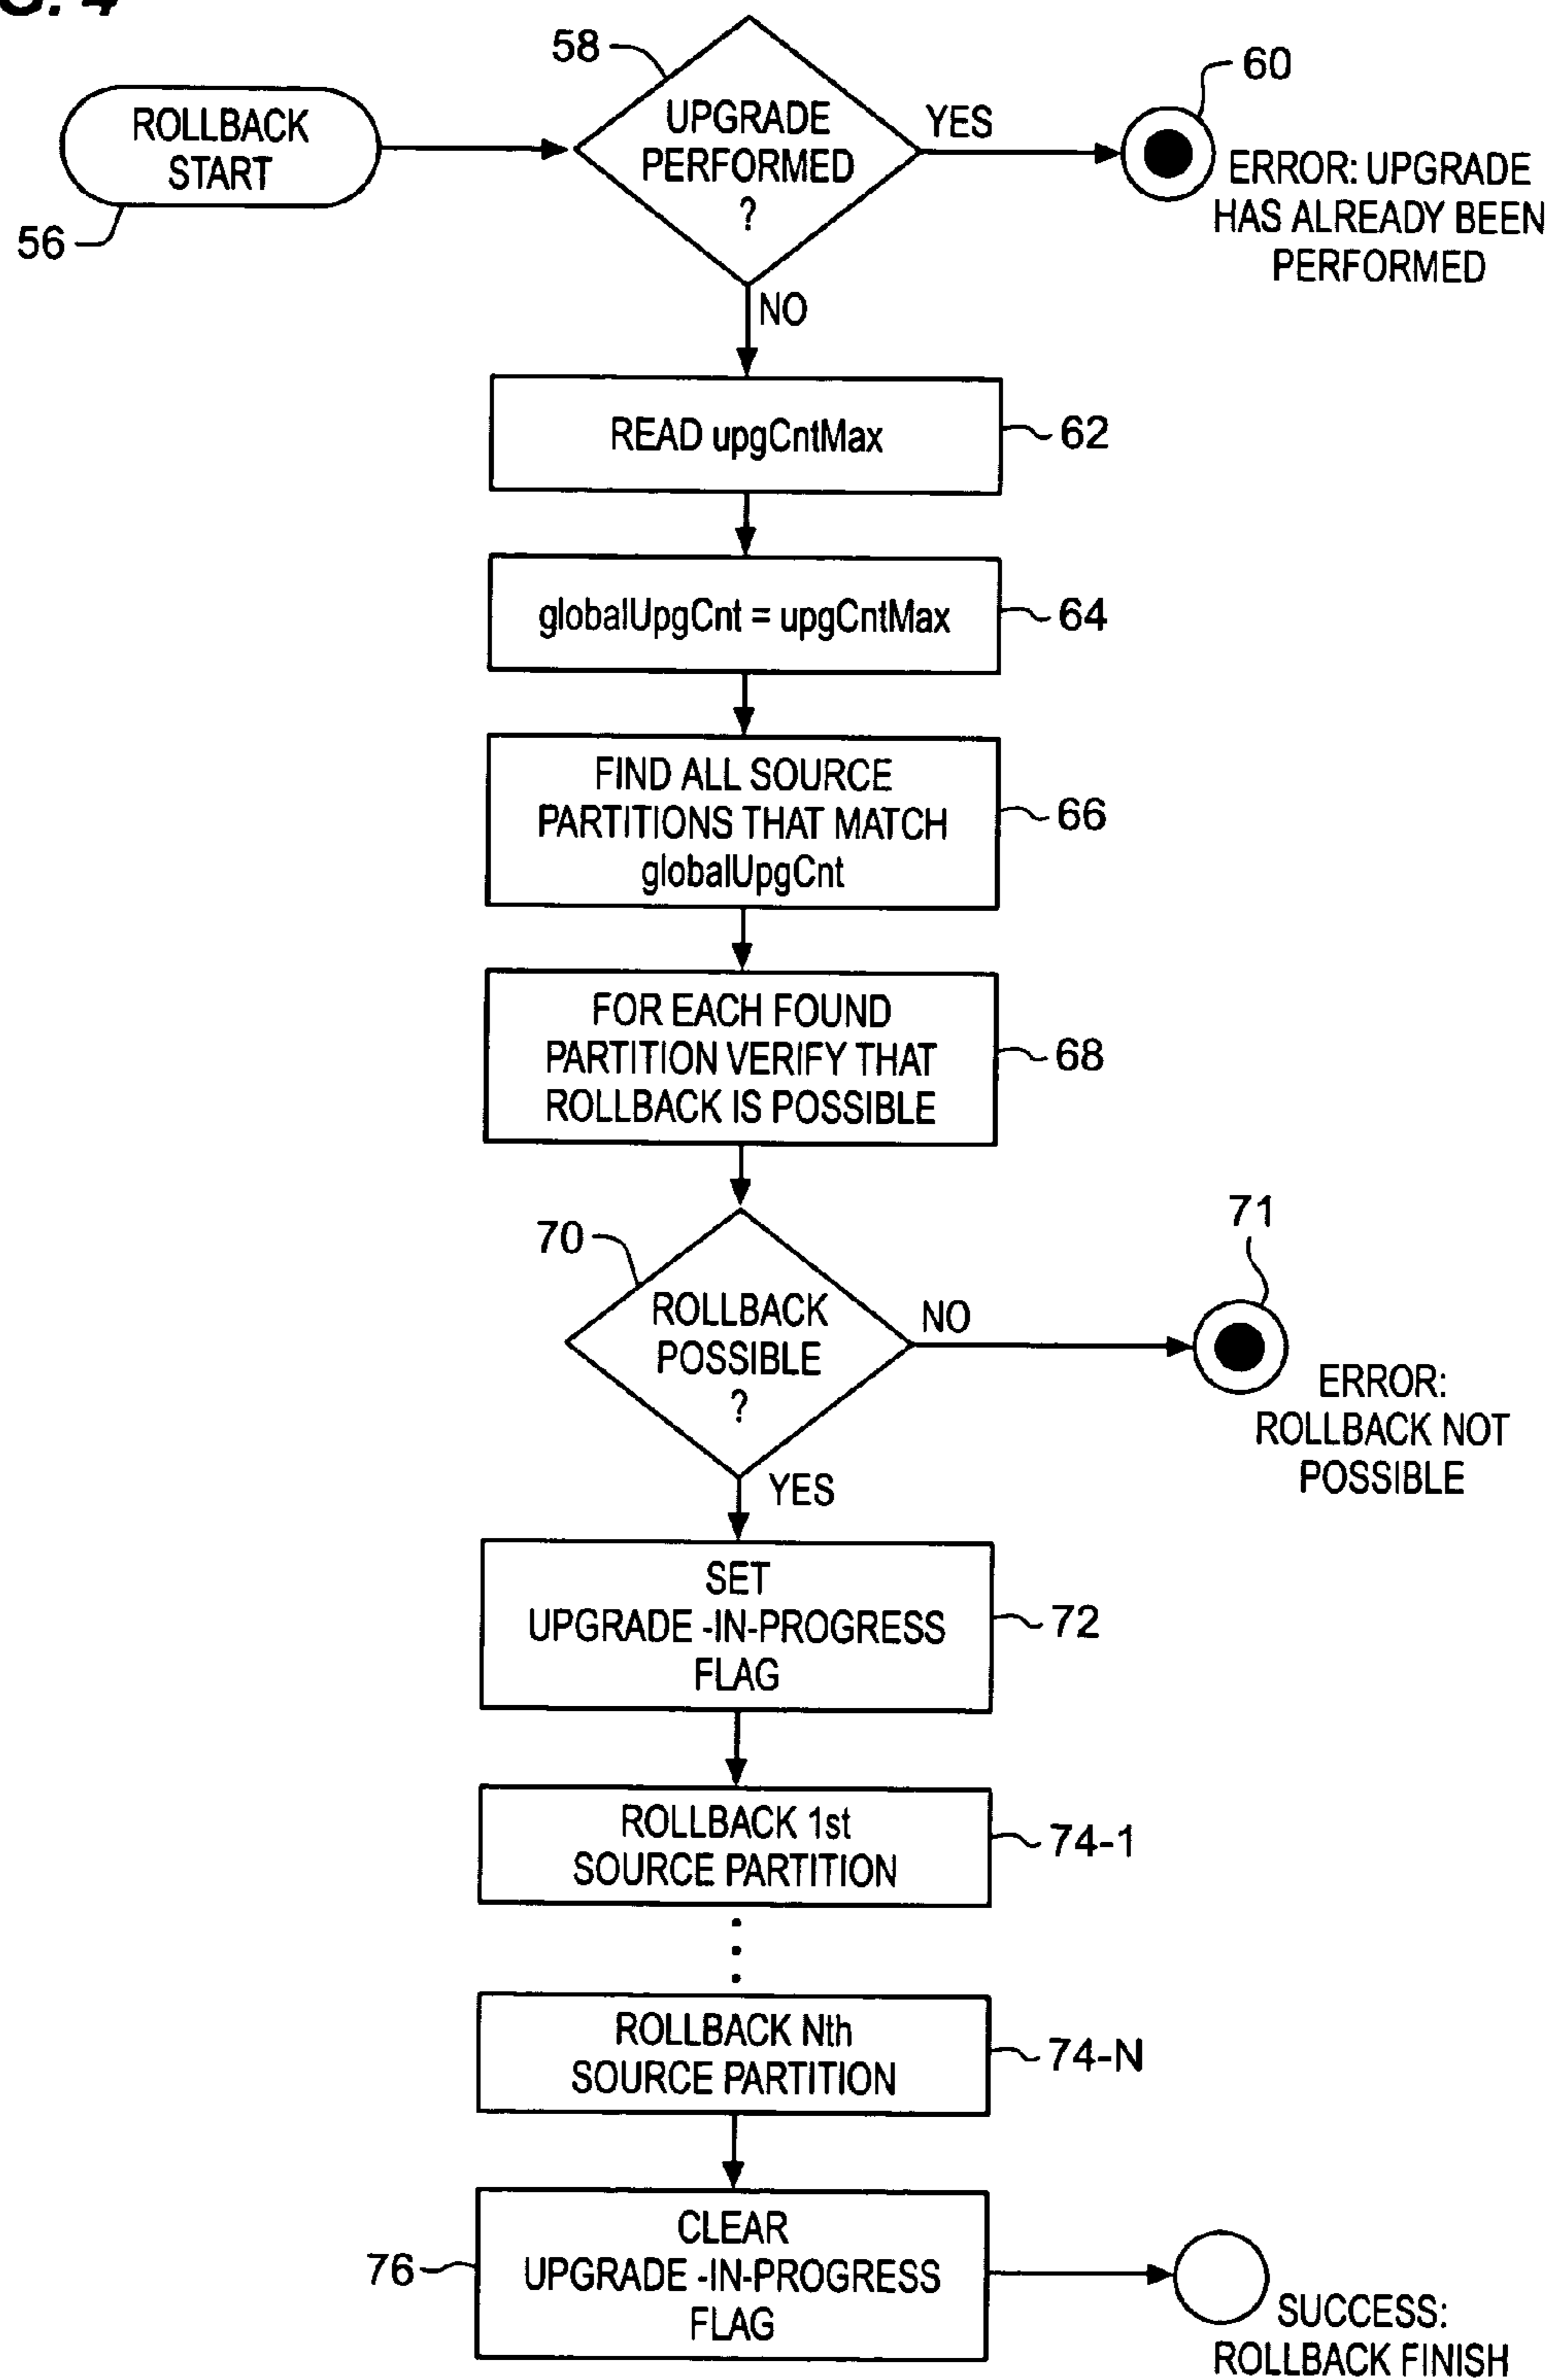 58
60
ROLLBACK
START
56
UPGRADE
PERFORMED
?
YES
ERROR: UPGRADE
HAS ALREADY BEEN
PERFORMED
NO
READ upgCntMax
62
globalUpgCnt = upgCntMax
64
FIND ALL SOURCE
PARTITIONS THAT MATCH
globalUpgCnt
66
FOR EACH FOUND
PARTITION VERIFY THAT
ROLLBACK IS POSSIBLE
68
70
71
ROLLBACK
POSSIBLE
?
NO
ERROR:
ROLLBACK NOT
POSSIBLE
YES
SET
UPGRADE -IN-PROGRESS
FLAG
72
ROLLBACK 1st
SOURCE PARTITION
74-1
ROLLBACK Nth
SOURCE PARTITION
74-N
CLEAR
UPGRADE -IN-PROGRESS
FLAG
76
SUCCESS:
ROLLBACK FINISH